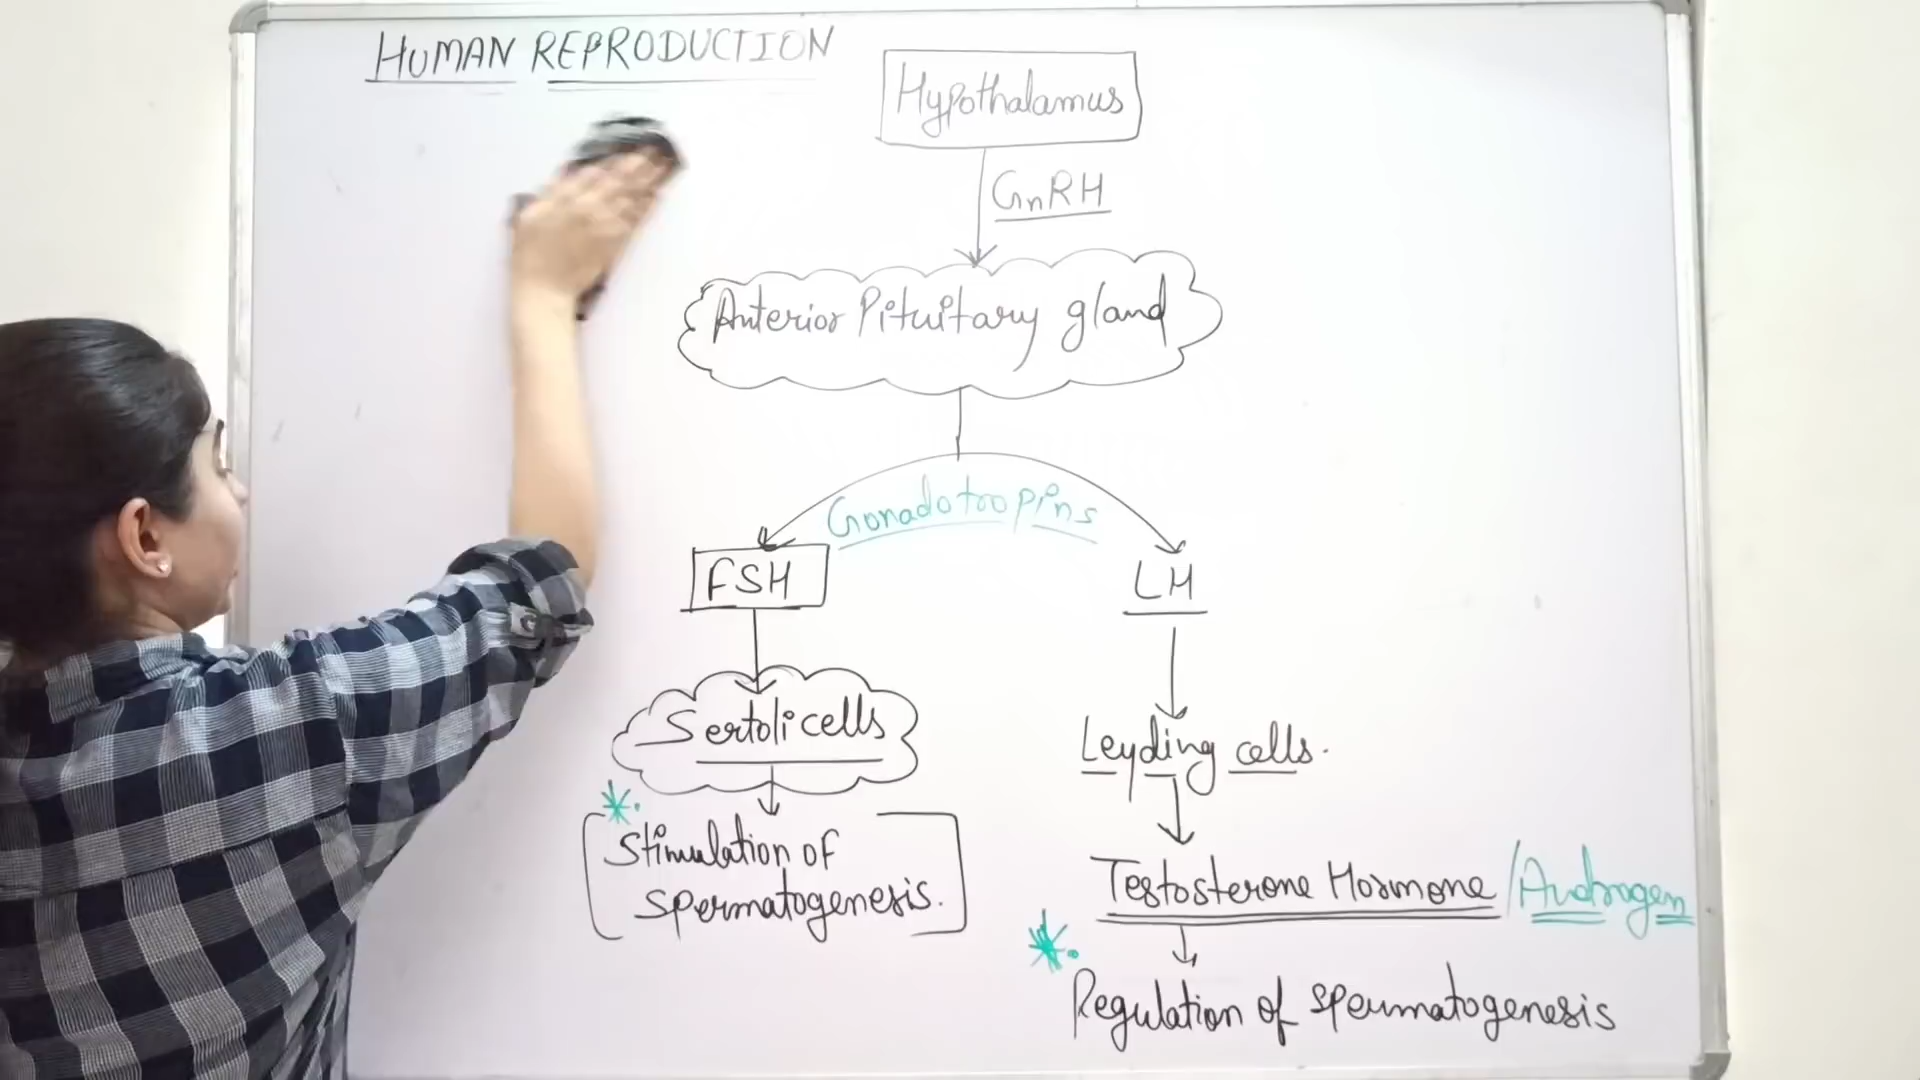 HUMAN REPRODUCTION
Hypothalamus
GnRH
Anterior Pituitary gland
Gonadotropins
FSH
LH
Sertoli cells
Leyding cells.
*.
Stimulation of
spermatogenesis.
Testosterone Hormone / Androgen
*.
Regulation of spermatogenesis